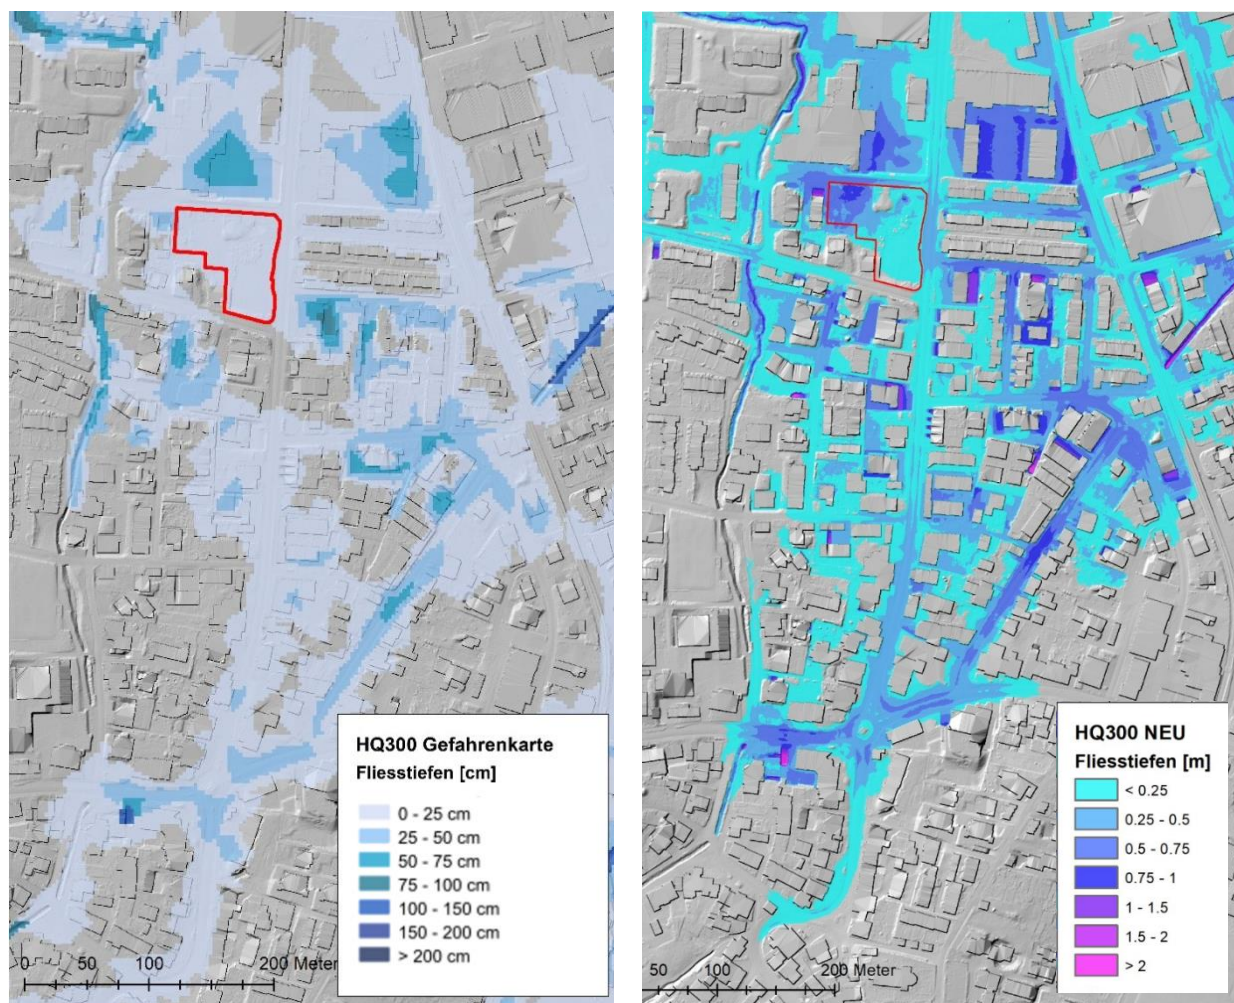 HQ300 Gefahrenkarte
Fliesstiefen [cm]
0 - 25 cm
25 - 50 cm
50 - 75 cm
75 - 100 cm
100 - 150 cm
150 - 200 cm
> 200 cm
0 50 100 200 Meter
HQ300 NEU
Fliesstiefen [m]
< 0.25
0.25 - 0.5
0.5 - 0.75
0.75 - 1
1 - 1.5
1.5 - 2
> 2
50 100 200 Meter